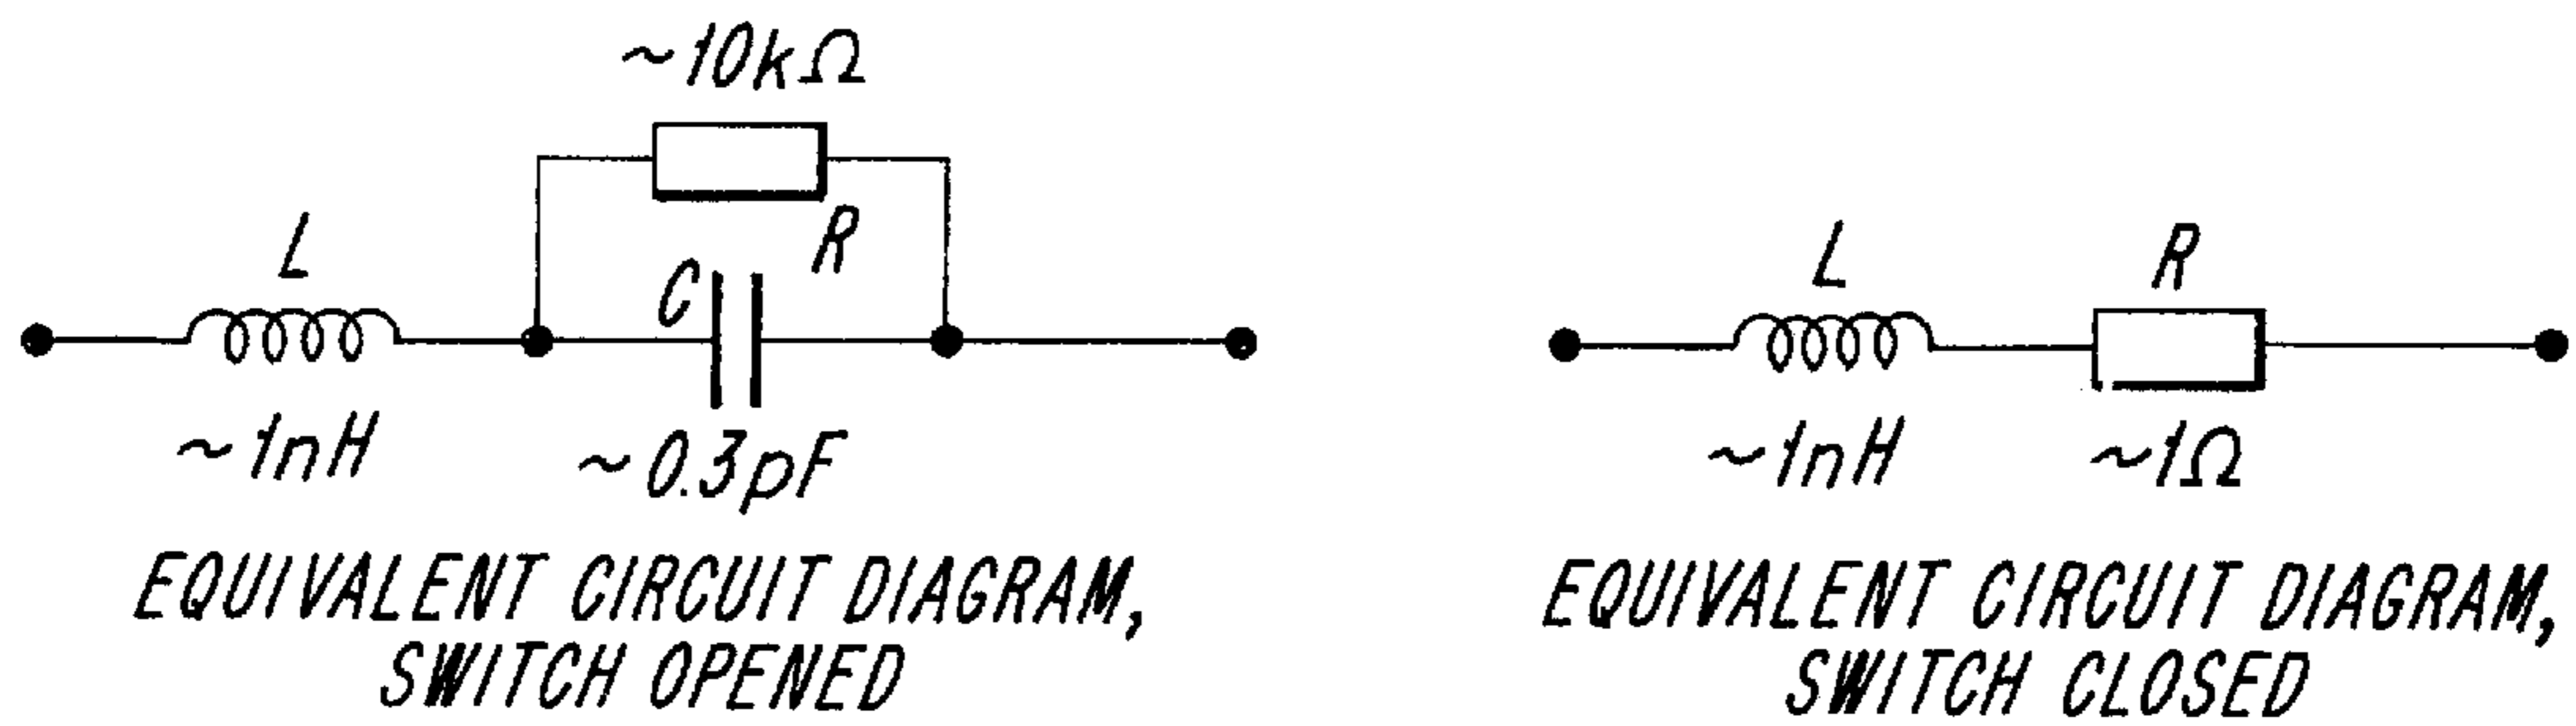 ~10kΩ
R
L
C
~1nH
~0.3pF
EQUIVALENT CIRCUIT DIAGRAM,
SWITCH OPENED
L
R
~1nH
~1Ω
EQUIVALENT CIRCUIT DIAGRAM,
SWITCH CLOSED